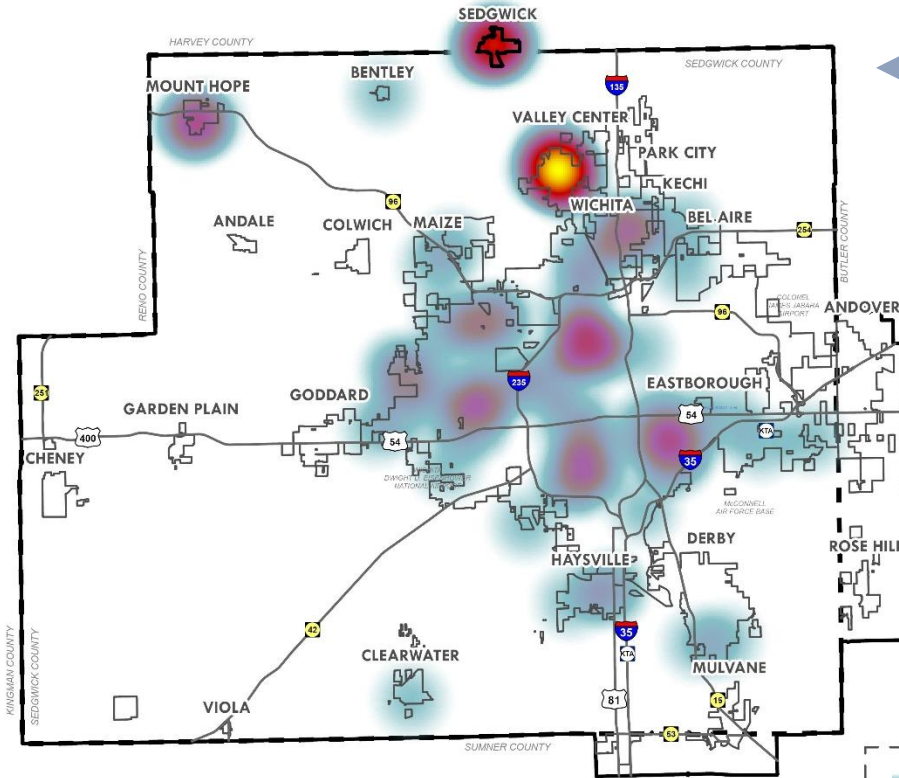 SEDGWICK
HARVEY COUNTY
SEDGWICK COUNTY
BENTLEY
MOUNT HOPE
135
VALLEY CENTER
PARK CITY
KECHI
96
WICHITA
ANDALE
COLWICH
MAIZE
BEL AIRE
254
RENO COUNTY
BUTLER COUNTY
COLONEL
JAMES JABARA
AIRPORT
ANDOVER
96
251
235
GODDARD
EASTBOROUGH
GARDEN PLAIN
54
400
54
KTA
CHENEY
35
DWIGHT D. EISENHOWER
NATIONAL
McCONNELL
AIR FORCE BASE
DERBY
ROSE HILL
HAYSVILLE
42
35
KTA
CLEARWATER
MULVANE
KINGMAN COUNTY
SEDGWICK COUNTY
VIOLA
81
15
53
SUMNER COUNTY